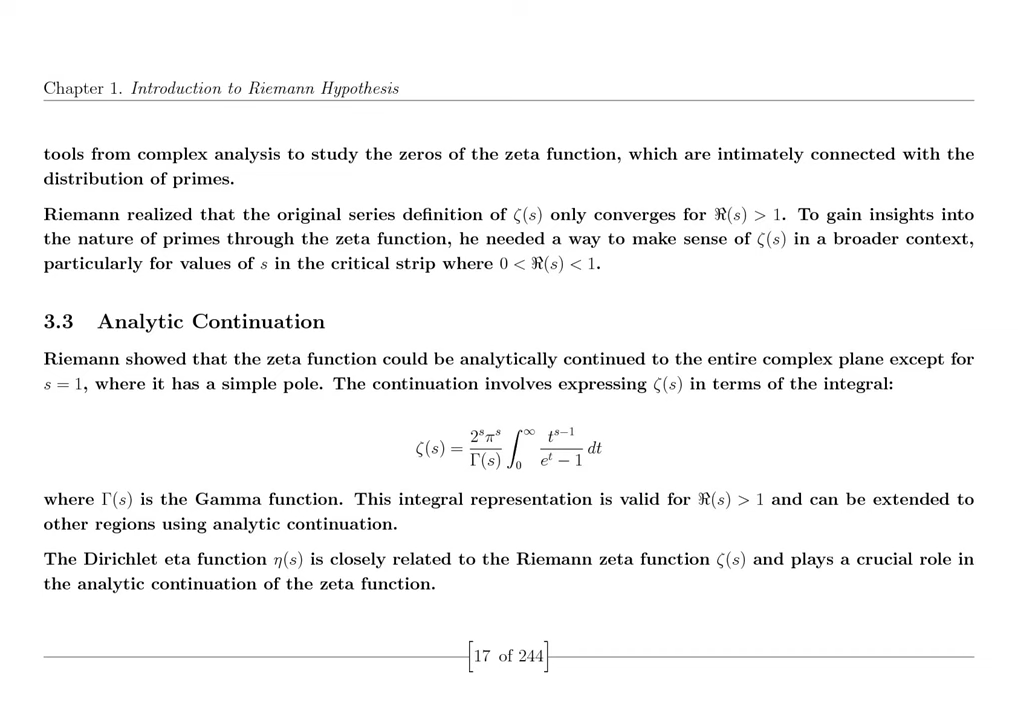 Chapter 1. Introduction to Riemann Hypothesis
tools from complex analysis to study the zeros of the zeta function, which are intimately connected with the
distribution of primes.
Riemann realized that the original series definition of ζ(s) only converges for ℜ(s) > 1. To gain insights into
the nature of primes through the zeta function, he needed a way to make sense of ζ(s) in a broader context,
particularly for values of s in the critical strip where 0 < ℜ(s) < 1.
3.3 Analytic Continuation
Riemann showed that the zeta function could be analytically continued to the entire complex plane except for
s = 1, where it has a simple pole. The continuation involves expressing ζ(s) in terms of the integral:
ζ(s) = \frac{2^s π^s}{Γ(s)} \int_0^∞ \frac{t^{s−1}}{e^t − 1} dt
where Γ(s) is the Gamma function. This integral representation is valid for ℜ(s) > 1 and can be extended to
other regions using analytic continuation.
The Dirichlet eta function η(s) is closely related to the Riemann zeta function ζ(s) and plays a crucial role in
the analytic continuation of the zeta function.
[17 of 244]